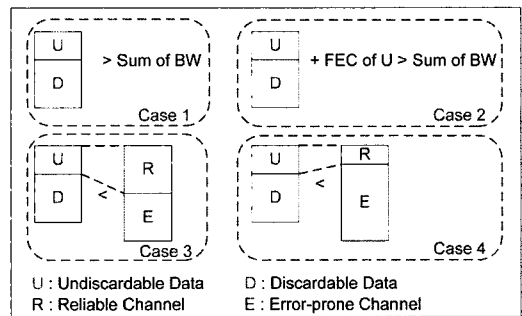 U
D
> Sum of BW
Case 1
U
D
+ FEC of U > Sum of BW
Case 2
U
D
<
R
E
Case 3
U
D
<
R
E
Case 4
U : Undiscardable Data
D : Discardable Data
R : Reliable Channel
E : Error-prone Channel